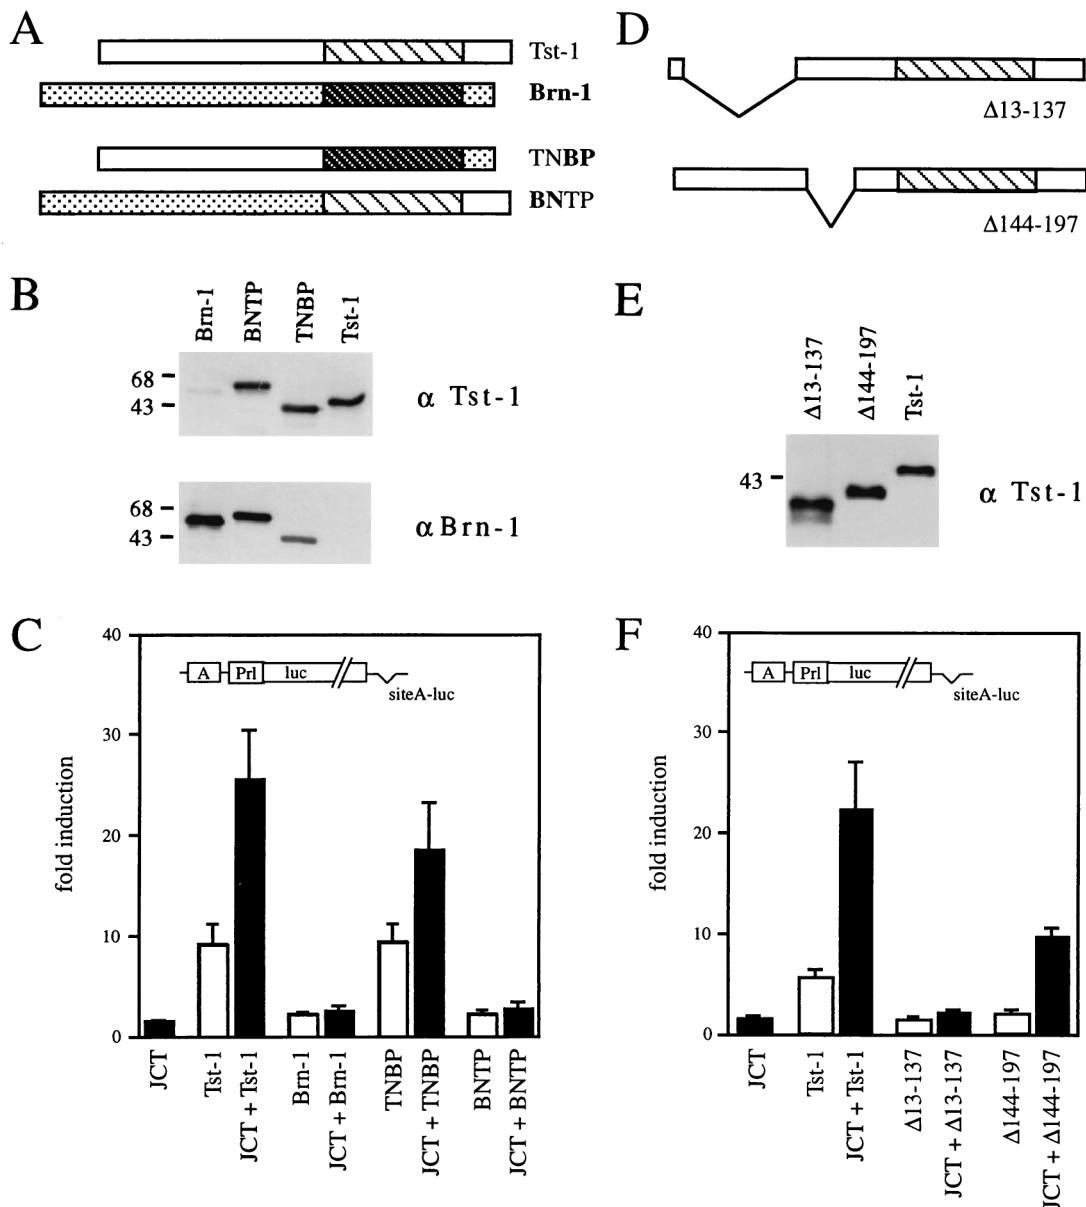 A
Tst-1
Brn-1
TNBP
BNTP
D
Δ13-137
Δ144-197
B
Brn-1
BNTP
TNBP
Tst-1
68
43
α Tst-1
68
43
α Brn-1
E
Δ13-137
Δ144-197
Tst-1
43
α Tst-1
C
fold induction
40
30
20
10
0
A
Prl
luc
siteA-luc
JCT
Tst-1
JCT + Tst-1
Brn-1
JCT + Brn-1
TNBP
JCT + TNBP
BNTP
JCT + BNTP
F
fold induction
40
30
20
10
0
A
Prl
luc
siteA-luc
JCT
Tst-1
JCT + Tst-1
Δ13-137
JCT + Δ13-137
Δ144-197
JCT + Δ144-197